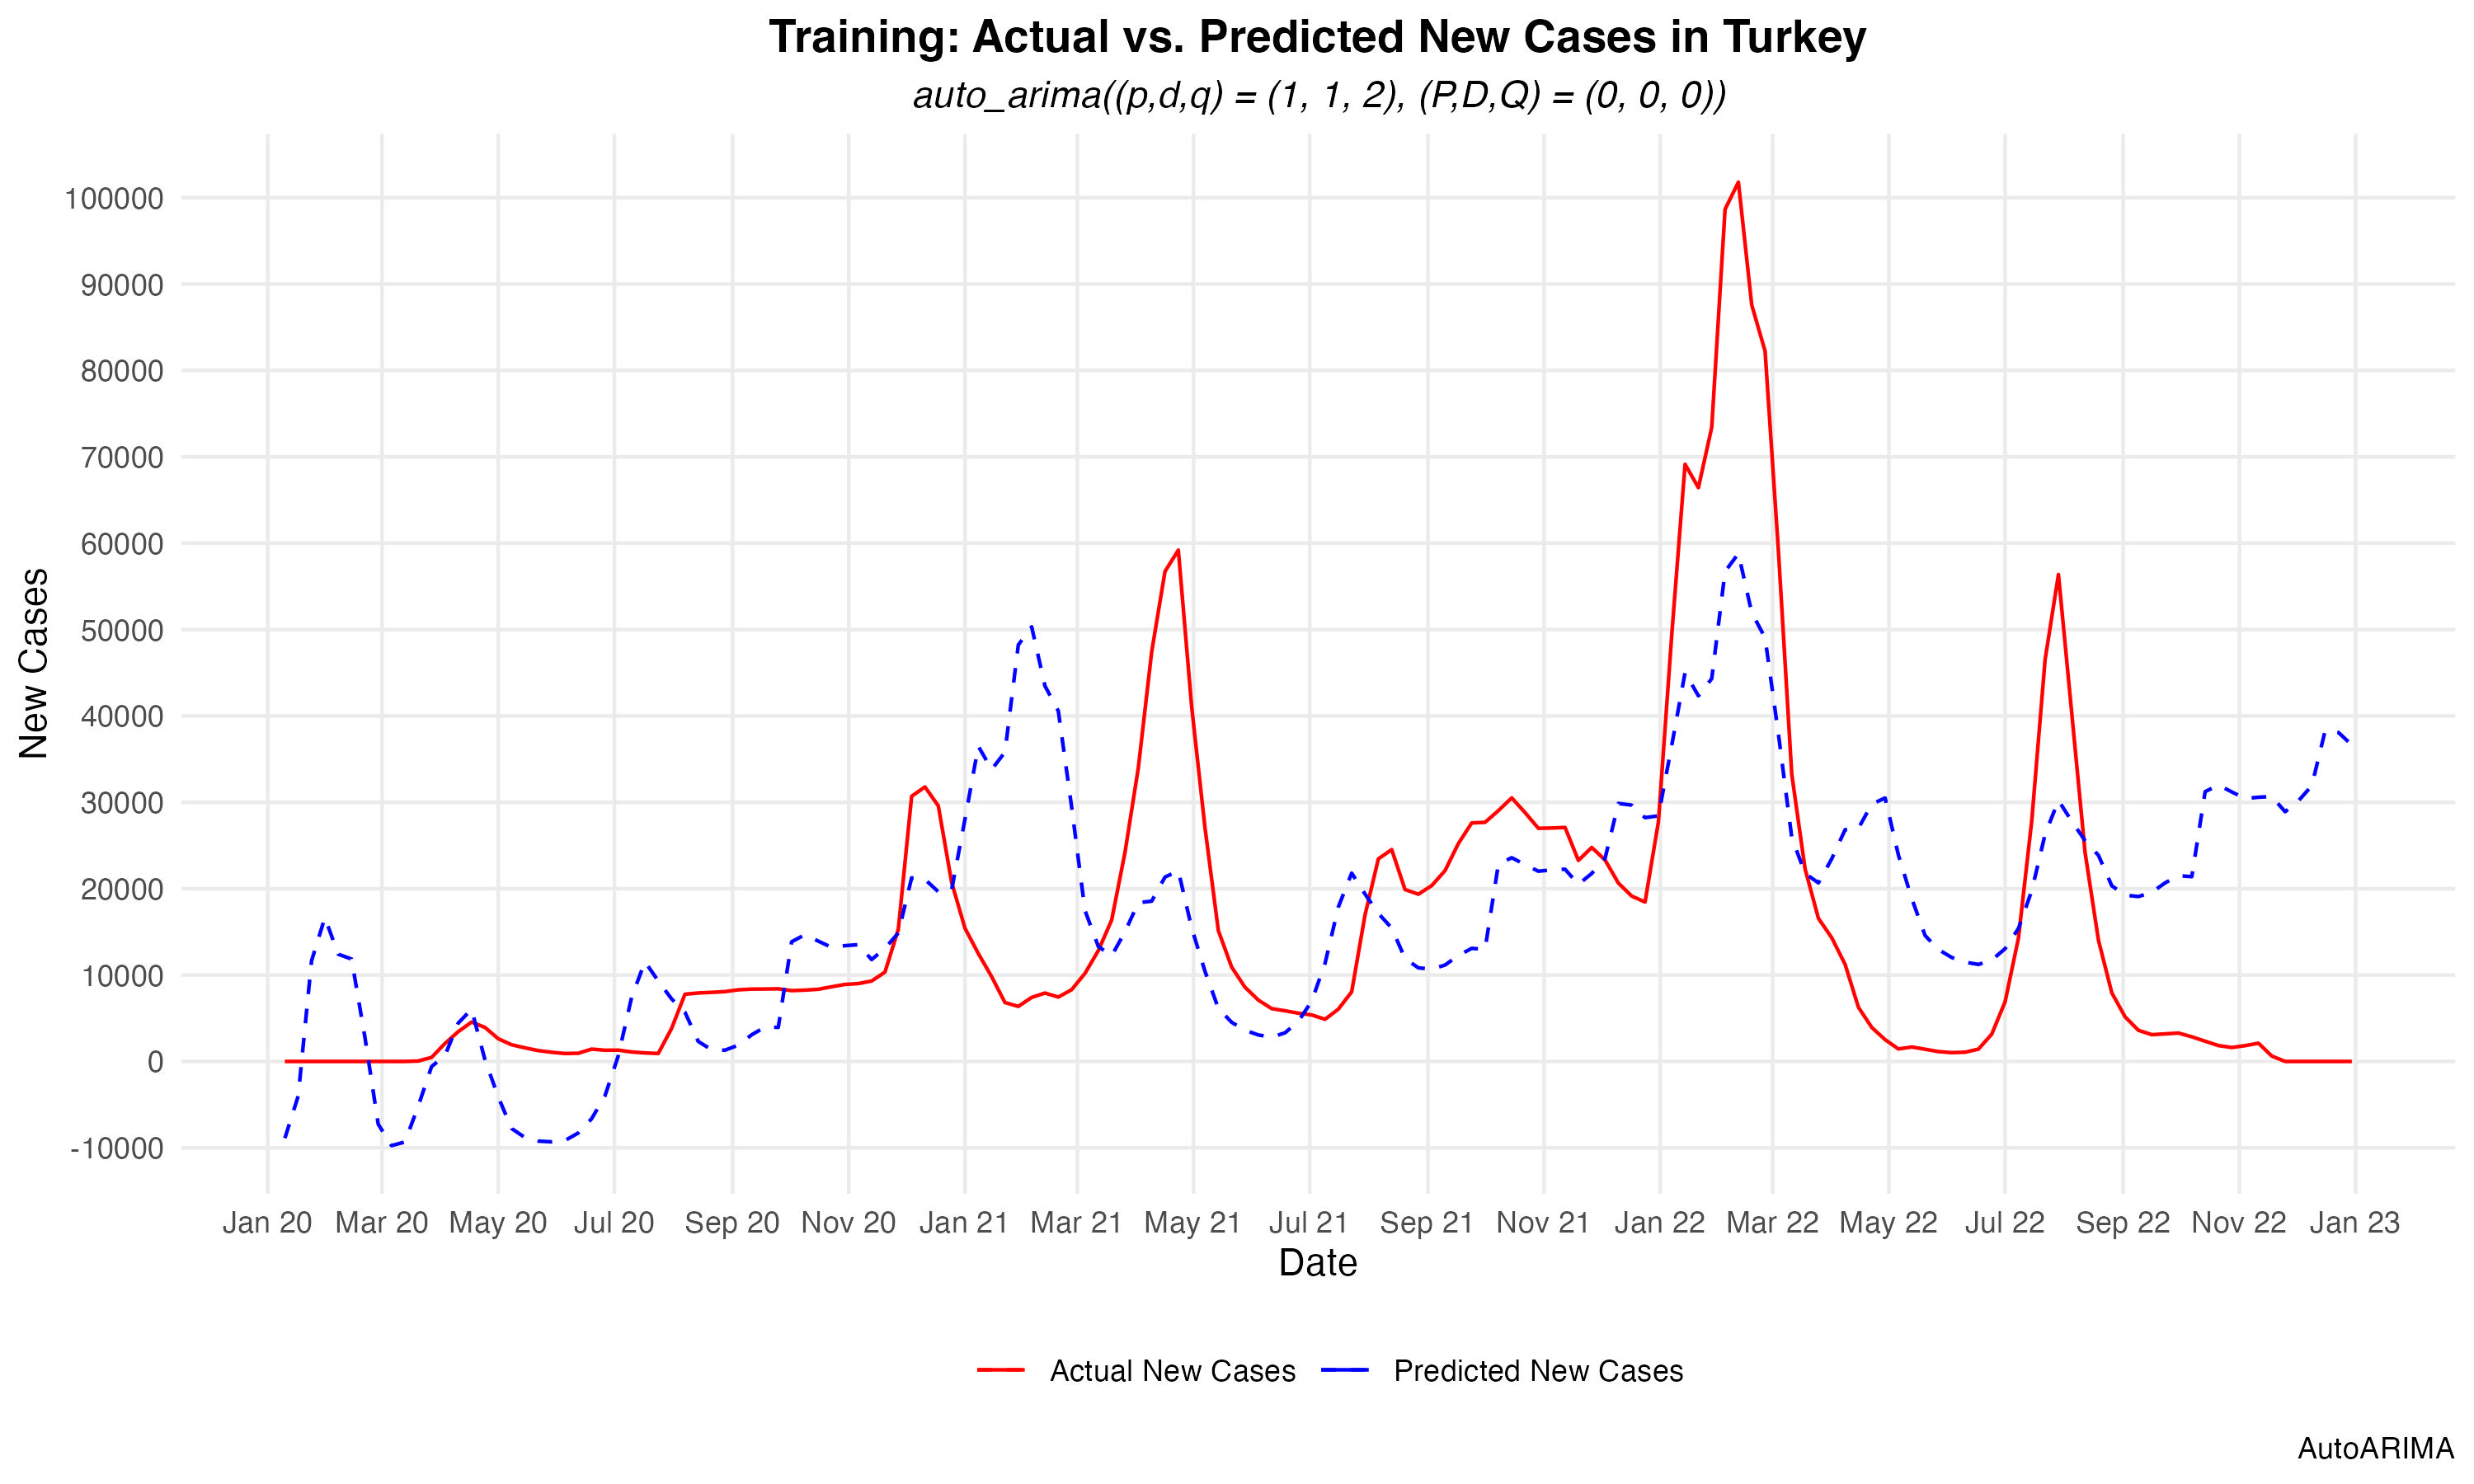 Training: Actual vs. Predicted New Cases in Turkey
auto_arima((p,d,q) = (1, 1, 2), (P,D,Q) = (0, 0, 0))
New Cases
100000
90000
80000
70000
60000
50000
40000
30000
20000
10000
0
-10000
Jan 20 Mar 20 May 20 Jul 20 Sep 20 Nov 20 Jan 21 Mar 21 May 21 Jul 21 Sep 21 Nov 21 Jan 22 Mar 22 May 22 Jul 22 Sep 22 Nov 22 Jan 23
Date
Actual New Cases Predicted New Cases
AutoARIMA